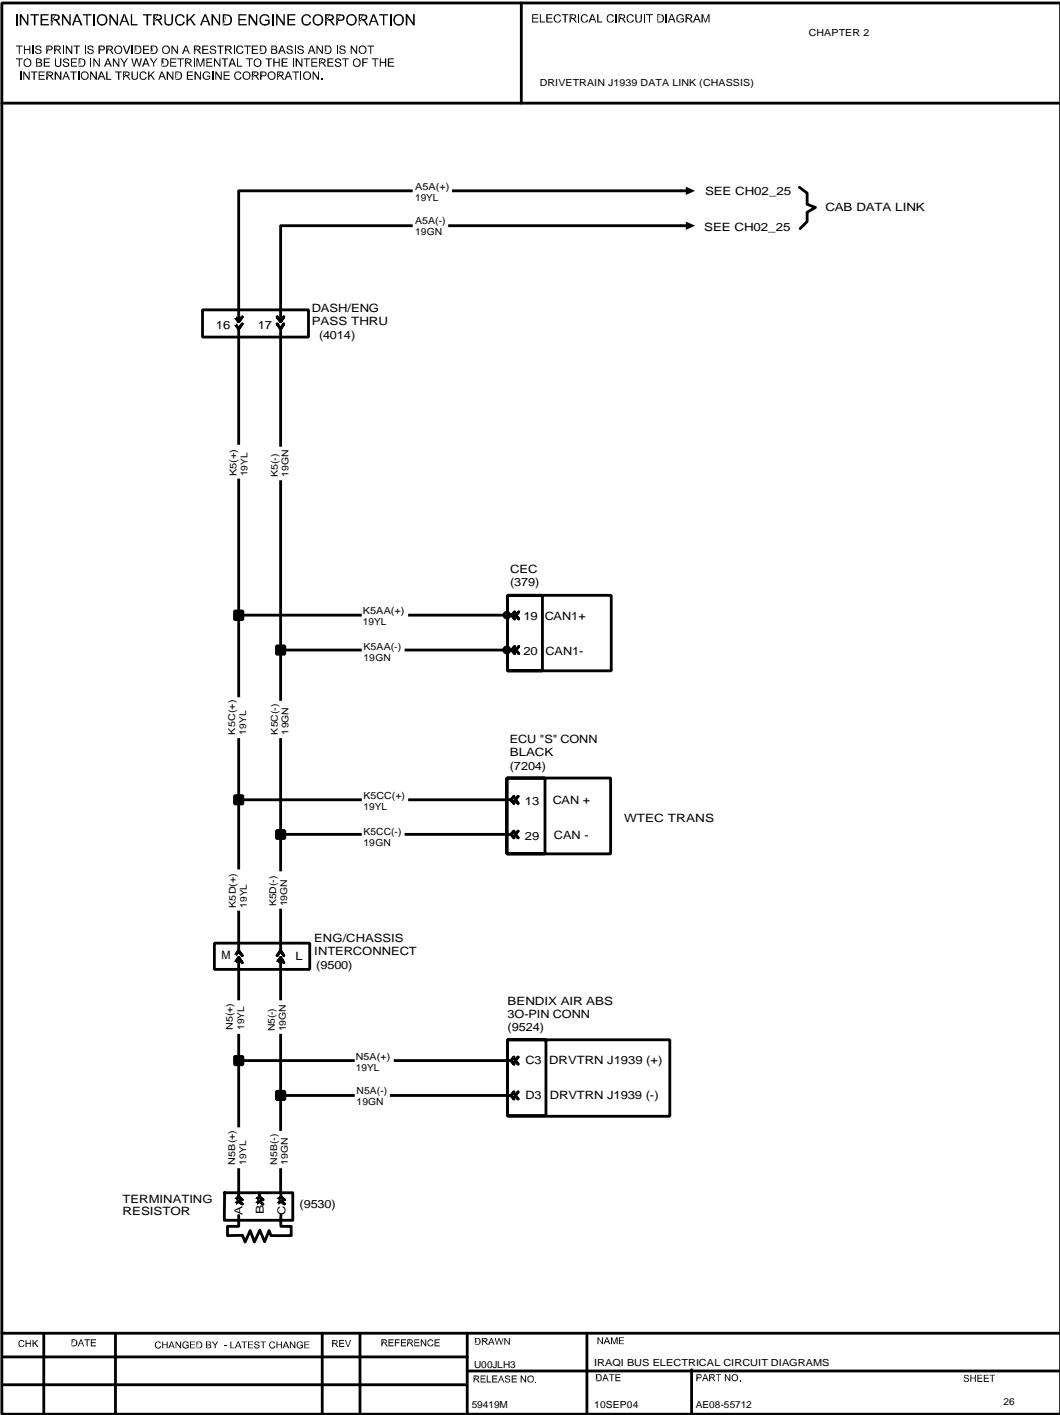 INTERNATIONAL TRUCK AND ENGINE CORPORATION
THIS PRINT IS PROVIDED ON A RESTRICTED BASIS AND IS NOT
TO BE USED IN ANY WAY DETRIMENTAL TO THE INTEREST OF THE
INTERNATIONAL TRUCK AND ENGINE CORPORATION.
ELECTRICAL CIRCUIT DIAGRAM
CHAPTER 2
DRIVETRAIN J1939 DATA LINK (CHASSIS)
A5A(+)
19YL
SEE CH02_25
A5A(-)
19GN
SEE CH02_25
CAB DATA LINK
16
17
DASH/ENG
PASS THRU
(4014)
K5(+)
19YL
K5(-)
19GN
CEC
(379)
K5AA(+)
19YL
19 CAN1+
K5AA(-)
19GN
20 CAN1-
K5C(+)
19YL
K5C(-)
19GN
ECU "S" CONN
BLACK
(7204)
K5CC(+)
19YL
13 CAN +
K5CC(-)
19GN
29 CAN -
WTEC TRANS
K5D(+)
19YL
K5D(-)
19GN
M
L
ENG/CHASSIS
INTERCONNECT
(9500)
N5(+)
19YL
N5(-)
19GN
BENDIX AIR ABS
3O-PIN CONN
(9524)
N5A(+)
19YL
C3 DRVTRN J1939 (+)
N5A(-)
19GN
D3 DRVTRN J1939 (-)
N5B(+)
19YL
N5B(-)
19GN
TERMINATING
RESISTOR
A
B
C
(9530)
CHK DATE CHANGED BY - LATEST CHANGE REV REFERENCE
DRAWN
U00JLH3
NAME
IRAQI BUS ELECTRICAL CIRCUIT DIAGRAMS
RELEASE NO.
59419M
DATE
10SEP04
PART NO.
AE08-55712
SHEET
26